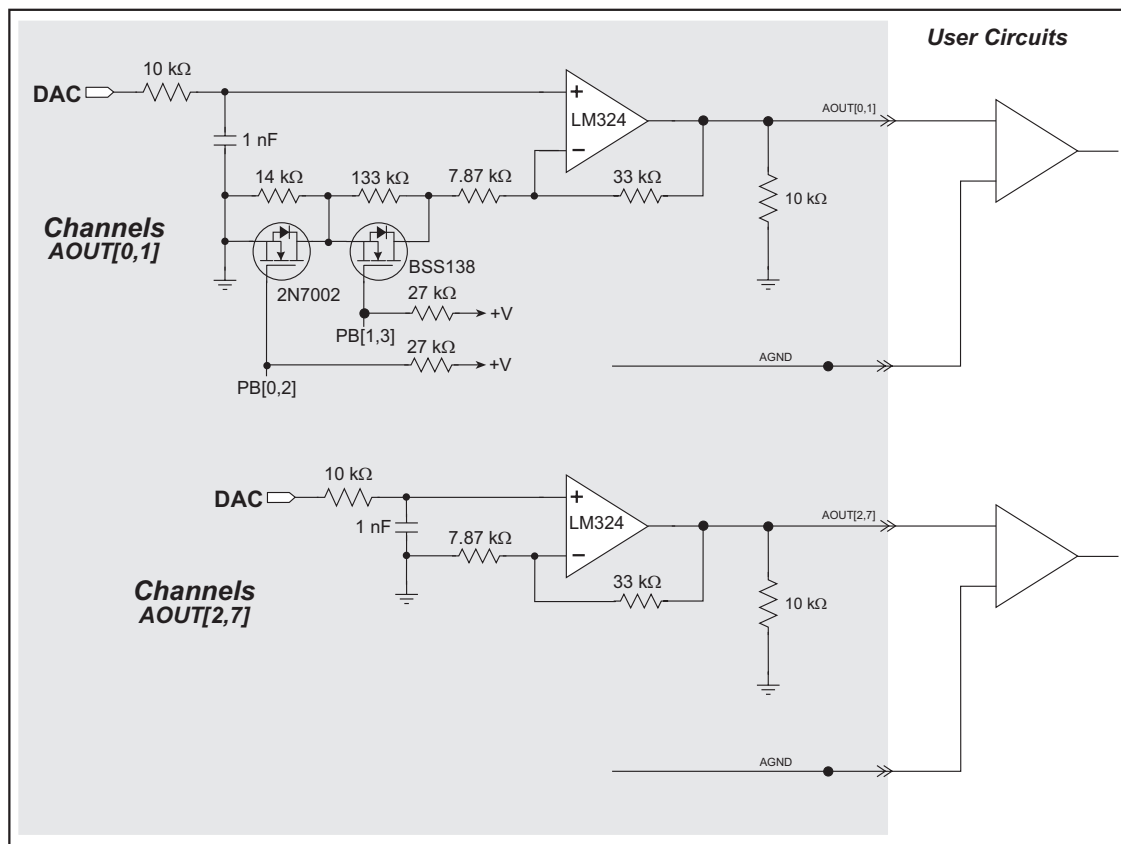 User Circuits
10 kΩ
DAC
+
LM324
−
AOUT[0,1]
1 nF
14 kΩ
133 kΩ
7.87 kΩ
33 kΩ
10 kΩ
Channels
AOUT[0,1]
BSS138
2N7002
27 kΩ
+V
PB[1,3]
27 kΩ
+V
PB[0,2]
AGND
10 kΩ
DAC
+
LM324
−
AOUT[2,7]
1 nF
7.87 kΩ
33 kΩ
10 kΩ
Channels
AOUT[2,7]
AGND